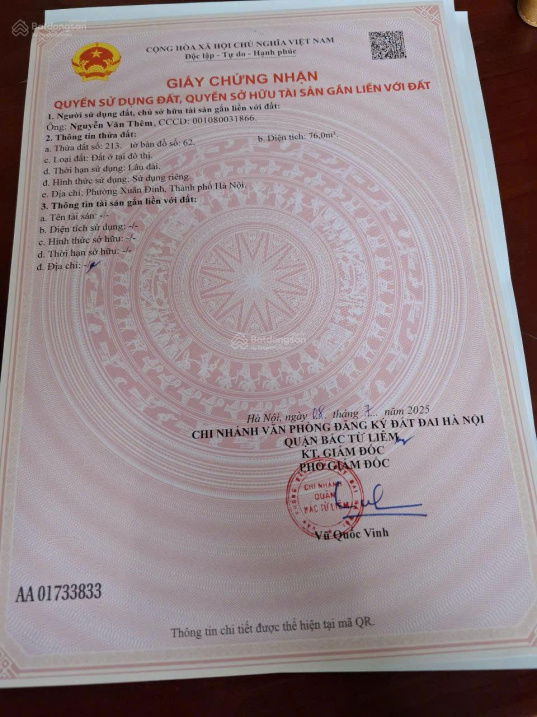 CỘNG HÒA XÃ HỘI CHỦ NGHĨA VIỆT NAM
Độc lập - Tự do - Hạnh phúc
GIẤY CHỨNG NHẬN
QUYỀN SỬ DỤNG ĐẤT, QUYỀN SỞ HỮU TÀI SẢN GẮN LIỀN VỚI ĐẤT
1. Người sử dụng đất, chủ sở hữu tài sản gắn liền với đất:
Ông: Nguyễn Văn Thêm, CCCD: 001080031866.
2. Thông tin thửa đất:
a. Thửa đất số: 213, tờ bản đồ số: 62. b. Diện tích: 76,0m².
c. Loại đất: Đất ở tại đô thị.
d. Thời hạn sử dụng: Lâu dài.
đ. Hình thức sử dụng: Sử dụng riêng.
e. Địa chỉ: Phường Xuân Đỉnh, Thành phố Hà Nội.
3. Thông tin tài sản gắn liền với đất:
a. Tên tài sản: -/-
b. Diện tích sử dụng: -/-
c. Hình thức sở hữu: -/-
d. Thời hạn sở hữu: -/-
đ. Địa chỉ: -/-
Batdongsan
Hà Nội, ngày 08 tháng 7 năm 2025
CHI NHÁNH VĂN PHÒNG ĐĂNG KÝ ĐẤT ĐAI HÀ NỘI
QUẬN BẮC TỪ LIÊM
KT. GIÁM ĐỐC
PHÓ GIÁM ĐỐC
CHI NHÁNH
QUẬN
BẮC TỪ LIÊM
Vũ Quốc Vinh
AA 01733833
Thông tin chi tiết được thể hiện tại mã QR.